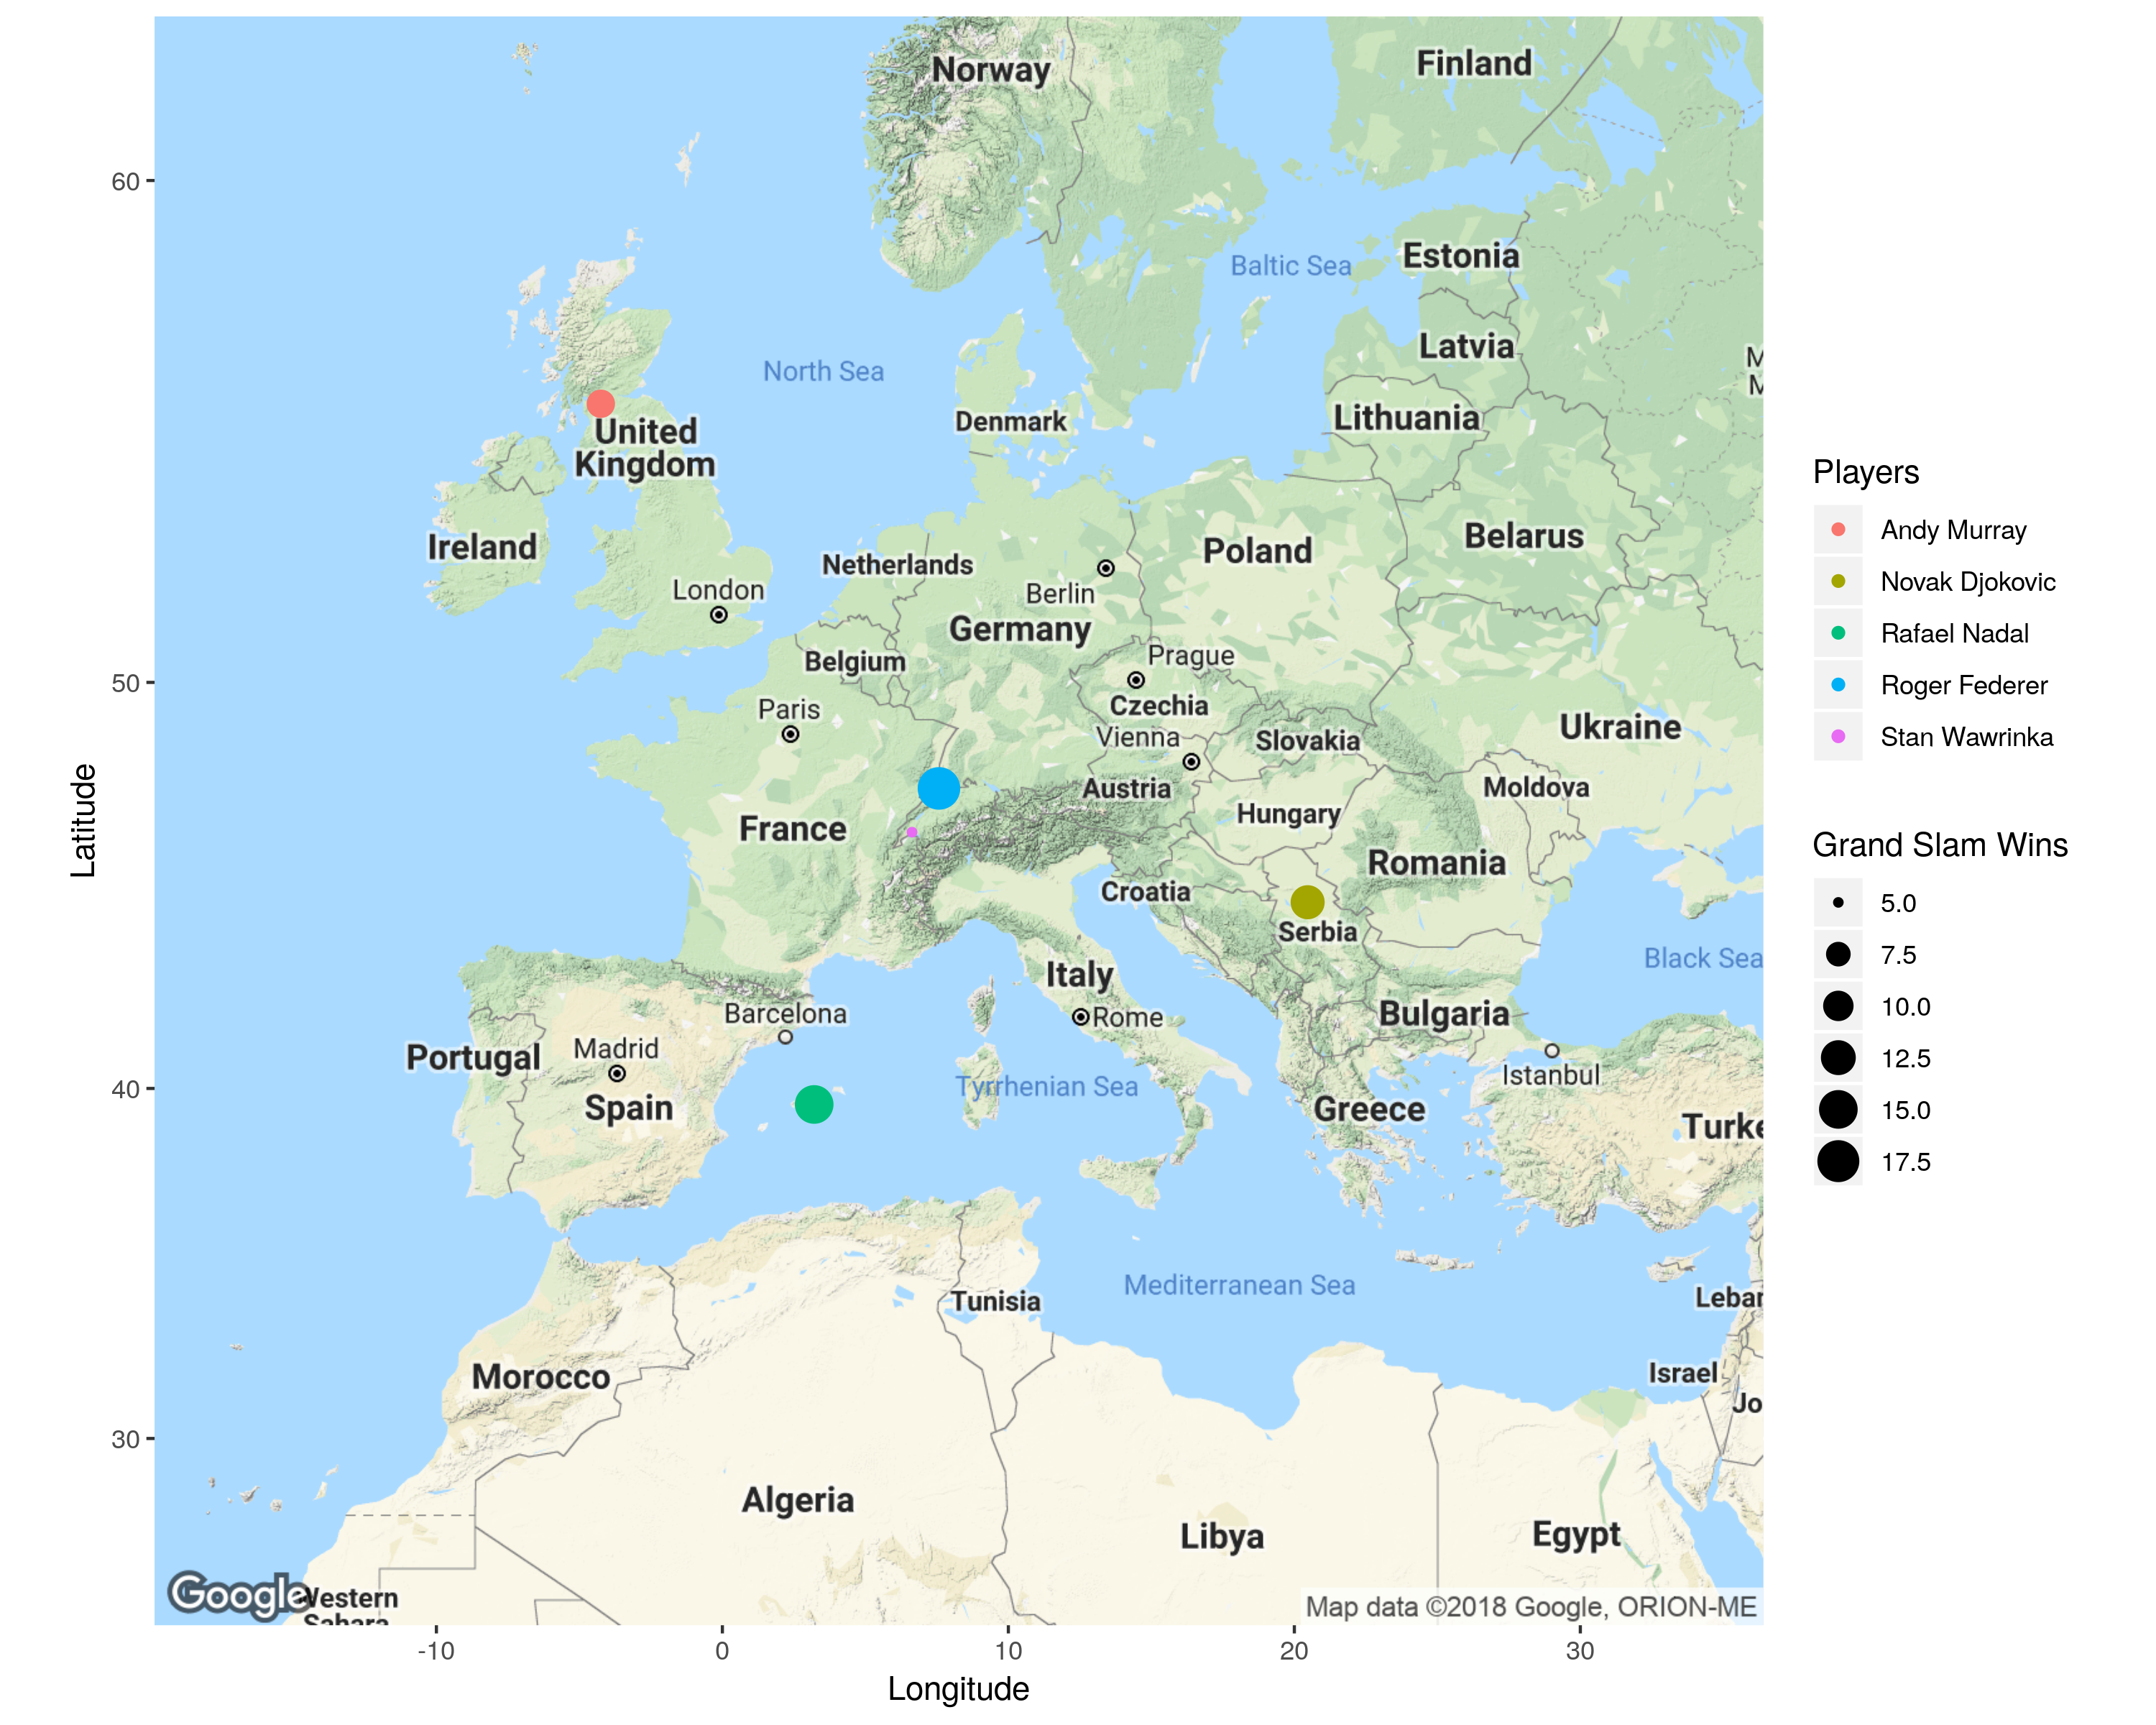 Norway
Finland
60
Estonia
Baltic Sea
Latvia
M
M
North Sea
Lithuania
Denmark
United
Kingdom
Belarus
Ireland
Poland
Netherlands
London
Berlin
Germany
Belgium
Prague
50
Czechia
Paris
Ukraine
Vienna
Slovakia
Austria
Moldova
Hungary
France
Romania
Croatia
Serbia
Black Sea
Italy
Barcelona
Rome
Bulgaria
Madrid
Portugal
Istanbul
40
Tyrrhenian Sea
Spain
Greece
Turke
Mediterranean Sea
Lebar
Tunisia
Israel
Morocco
Jo
30
Algeria
Libya
Egypt
Google
Western
Sahara
Map data ©2018 Google, ORION-ME
-10
0
10
20
30
Longitude
Latitude
Players
Andy Murray
Novak Djokovic
Rafael Nadal
Roger Federer
Stan Wawrinka
Grand Slam Wins
5.0
7.5
10.0
12.5
15.0
17.5